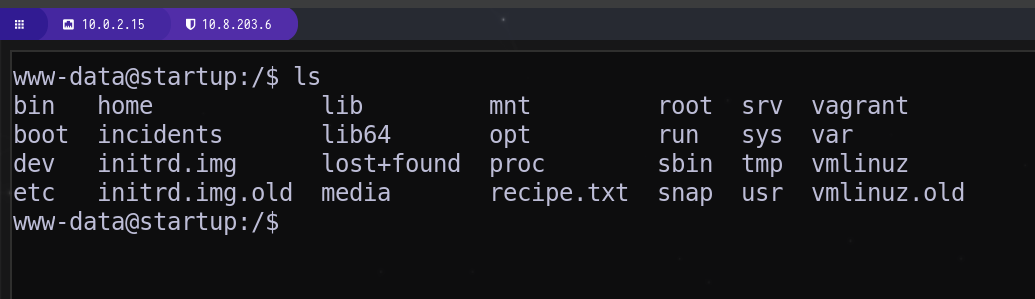 10.0.2.15 10.8.203.6
www-data@startup:/$ ls
bin home lib mnt root srv vagrant
boot incidents lib64 opt run sys var
dev initrd.img lost+found proc sbin tmp vmlinuz
etc initrd.img.old media recipe.txt snap usr vmlinuz.old
www-data@startup:/$